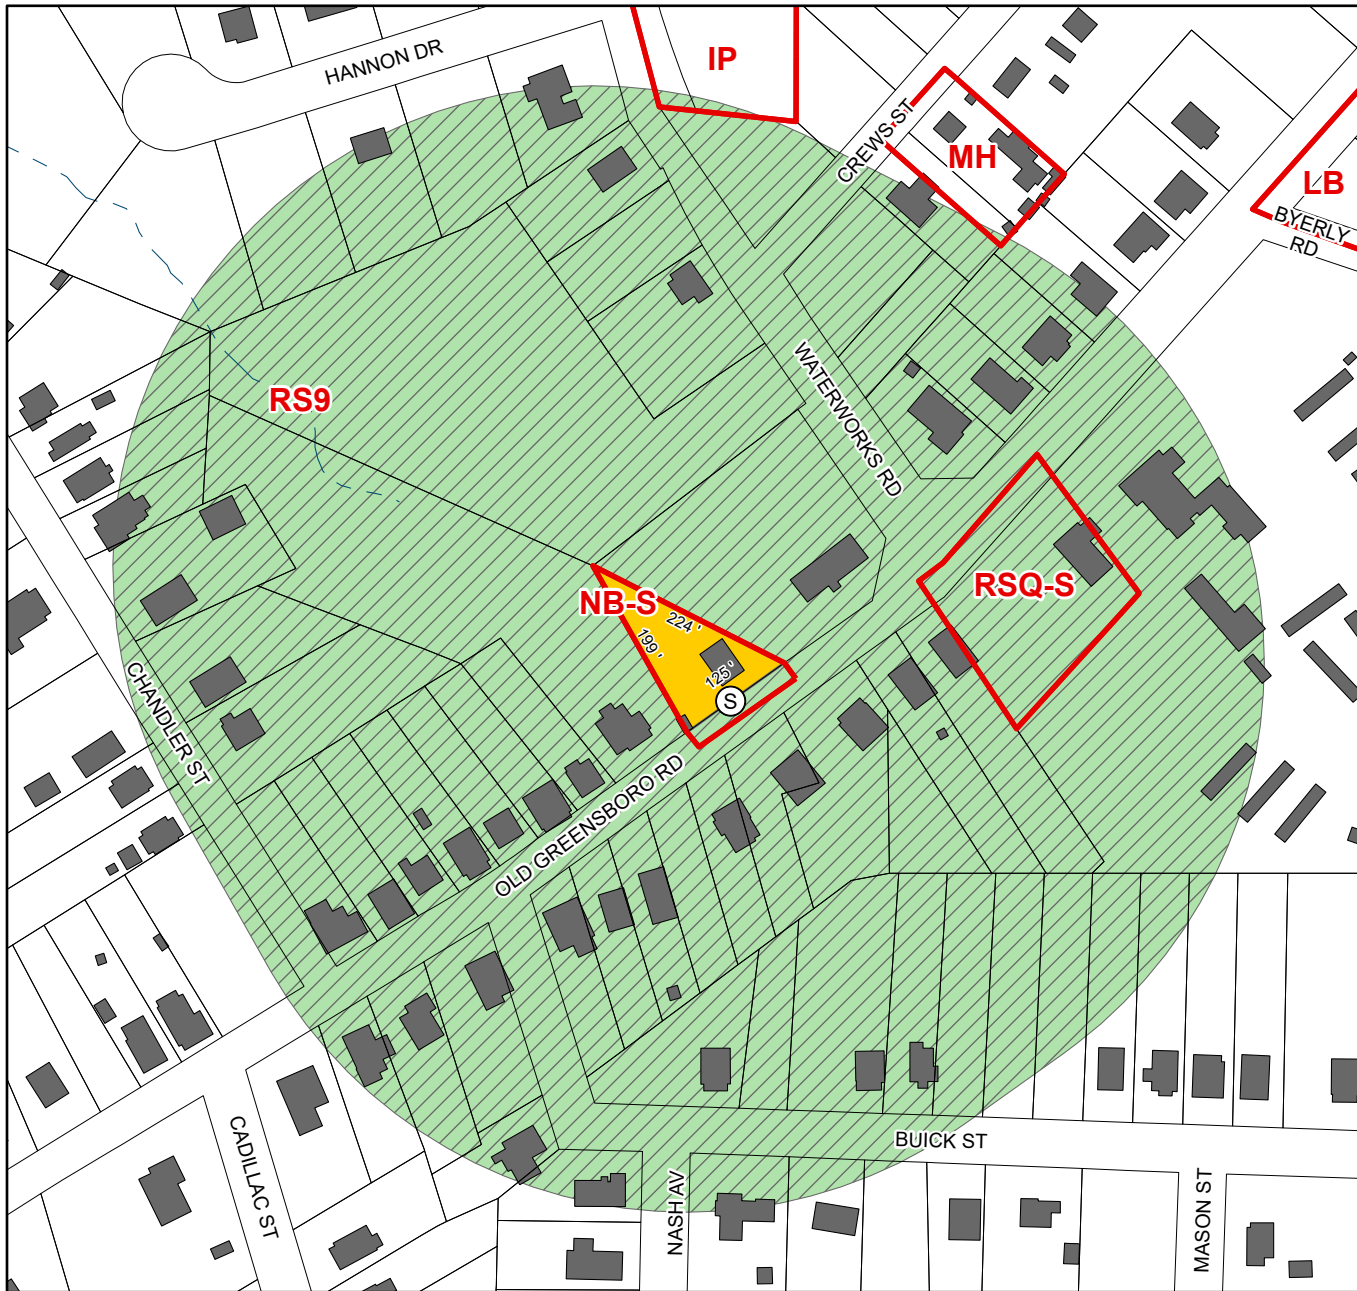 HANNON DR
IP
CREWS ST
MH
LB
BYERLY
RD
RS9
WATERWORKS RD
NB-S
224 '
199 '
125 '
S
RSQ-S
CHANDLER ST
OLD GREENSBORO RD
CADILLAC ST
BUICK ST
NASH AV
MASON ST